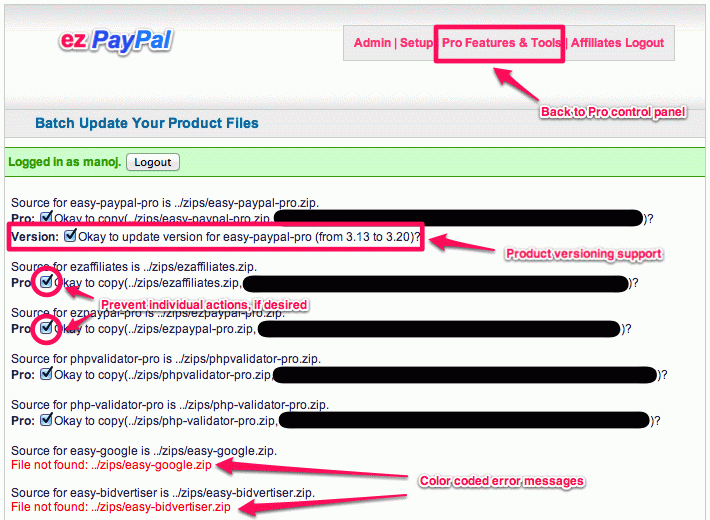 ez PayPal
Admin | Setup | Pro Features & Tools | Affiliates Logout
Back to Pro control panel
Batch Update Your Product Files
Logged in as manoj. Logout
Source for easy-paypal-pro is ../zips/easy-paypal-pro.zip.
Pro: Okay to copy(../zips/easy-paypal-pro.zip, )?
Version: Okay to update version for easy-paypal-pro (from 3.13 to 3.20)?
Product versioning support
Source for ezaffiliates is ../zips/ezaffiliates.zip.
Pro: Okay to copy(../zips/ezaffiliates.zip, )?
Prevent individual actions, if desired
Source for ezpaypal-pro is ../zips/ezpaypal-pro.zip.
Pro: Okay to copy(../zips/ezpaypal-pro.zip, )?
Source for phpvalidator-pro is ../zips/phpvalidator-pro.zip.
Pro: Okay to copy(../zips/phpvalidator-pro.zip, )?
Source for php-validator-pro is ../zips/php-validator-pro.zip.
Pro: Okay to copy(../zips/php-validator-pro.zip, )?
Source for easy-google is ../zips/easy-google.zip.
File not found: ../zips/easy-google.zip
Color coded error messages
Source for easy-bidvertiser is ../zips/easy-bidvertiser.zip.
File not found: ../zips/easy-bidvertiser.zip